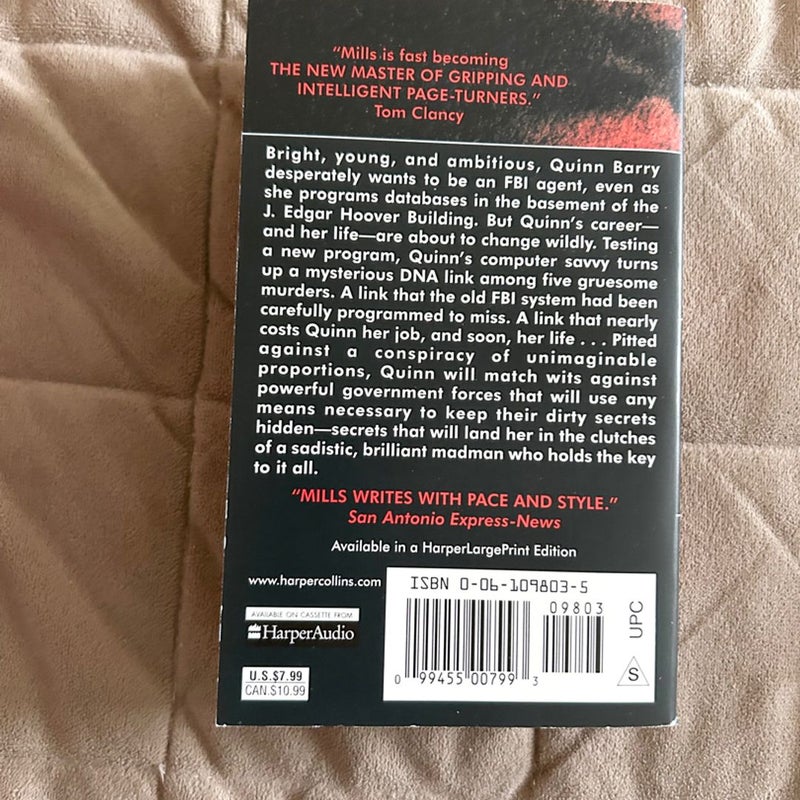 "Mills is fast becoming
THE NEW MASTER OF GRIPPING AND
INTELLIGENT PAGE-TURNERS."
Tom Clancy
Bright, young, and ambitious, Quinn Barry
desperately wants to be an FBI agent, even as
she programs databases in the basement of the
J. Edgar Hoover Building. But Quinn's career—
and her life—are about to change wildly. Testing
a new program, Quinn's computer savvy turns
up a mysterious DNA link among five gruesome
murders. A link that the old FBI system had been
carefully programmed to miss. A link that nearly
costs Quinn her job, and soon, her life . . . Pitted
against a conspiracy of unimaginable
proportions, Quinn will match wits against
powerful government forces that will use any
means necessary to keep their dirty secrets
hidden—secrets that will land her in the clutches
of a sadistic, brilliant madman who holds the key
to it all.
"MILLS WRITES WITH PACE AND STYLE."
San Antonio Express-News
Available in a HarperLargePrint Edition
www.harpercollins.com
AVAILABLE ON CASSETTE FROM
HarperAudio
U.S.$7.99
CAN.$10.99
ISBN 0-06-109803-5
09803
0 99455 00799 3
UPC
S